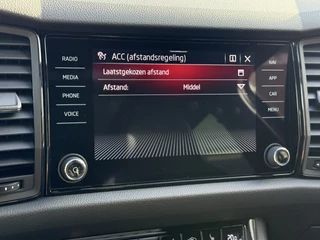 RADIO
MEDIA
PHONE
VOICE
ACC (afstandsregeling)
Laatstgekozen afstand
Afstand: Middel
NAV
APP
CAR
MENU